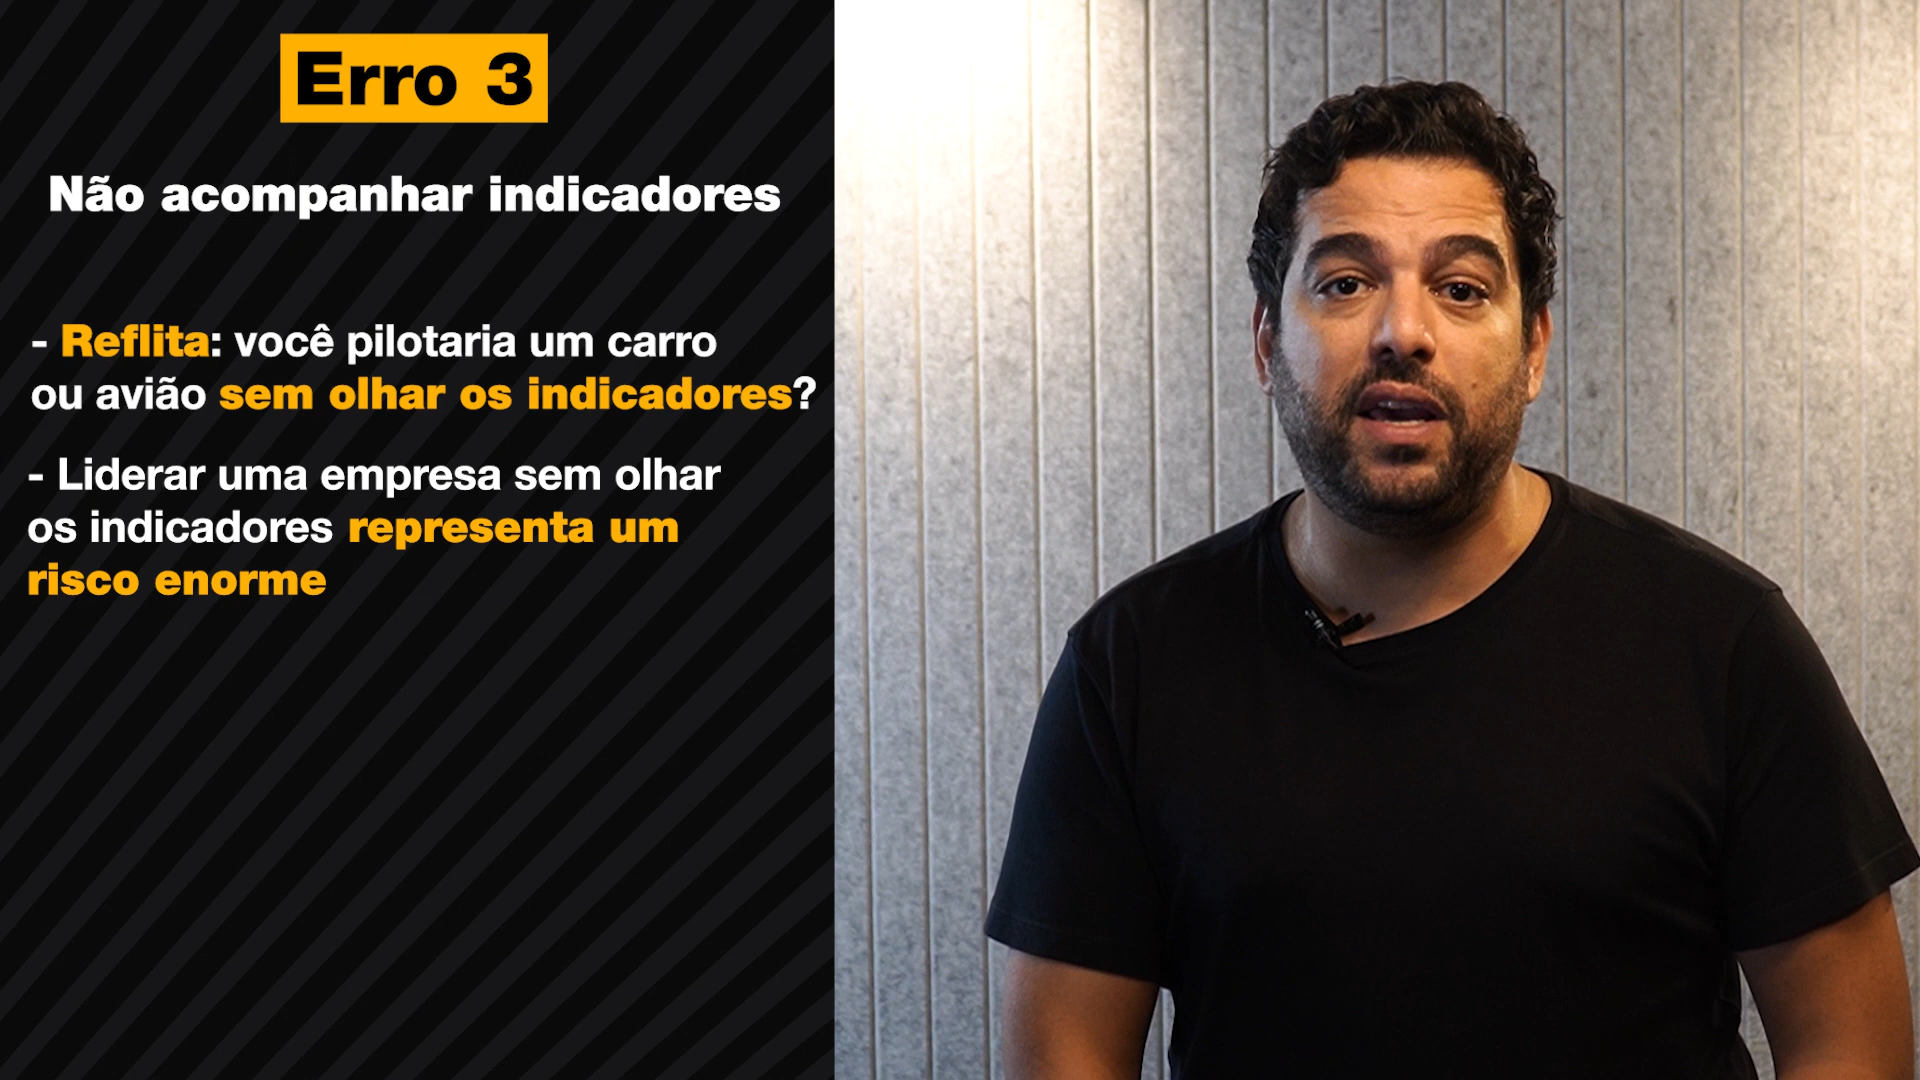 Erro 3
Não acompanhar indicadores
- Reflita: você pilotaria um carro
ou avião sem olhar os indicadores?
- Liderar uma empresa sem olhar
os indicadores representa um
risco enorme